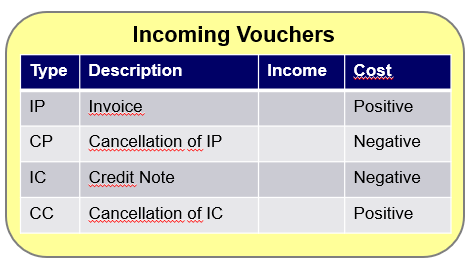 Incoming Vouchers
Type Description Income Cost
IP Invoice Positive
CP Cancellation of IP Negative
IC Credit Note Negative
CC Cancellation of IC Positive